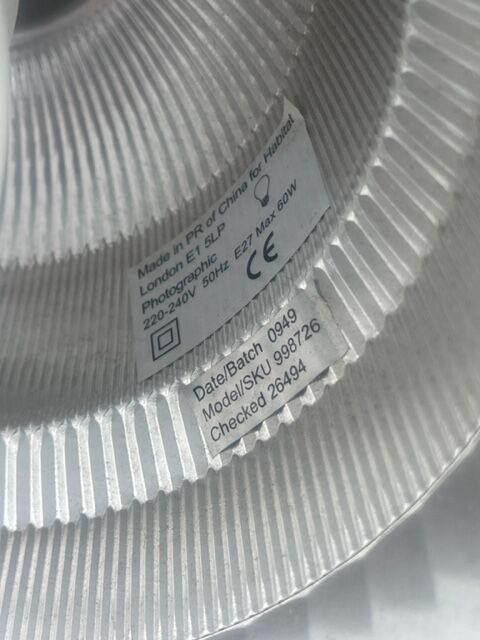 Made in PR of China for Habitat
London E1 5LP
Photographic
220-240V 50Hz E27 Max 60W
CE
Date/Batch 0949
Model/SKU 998726
Checked 26494